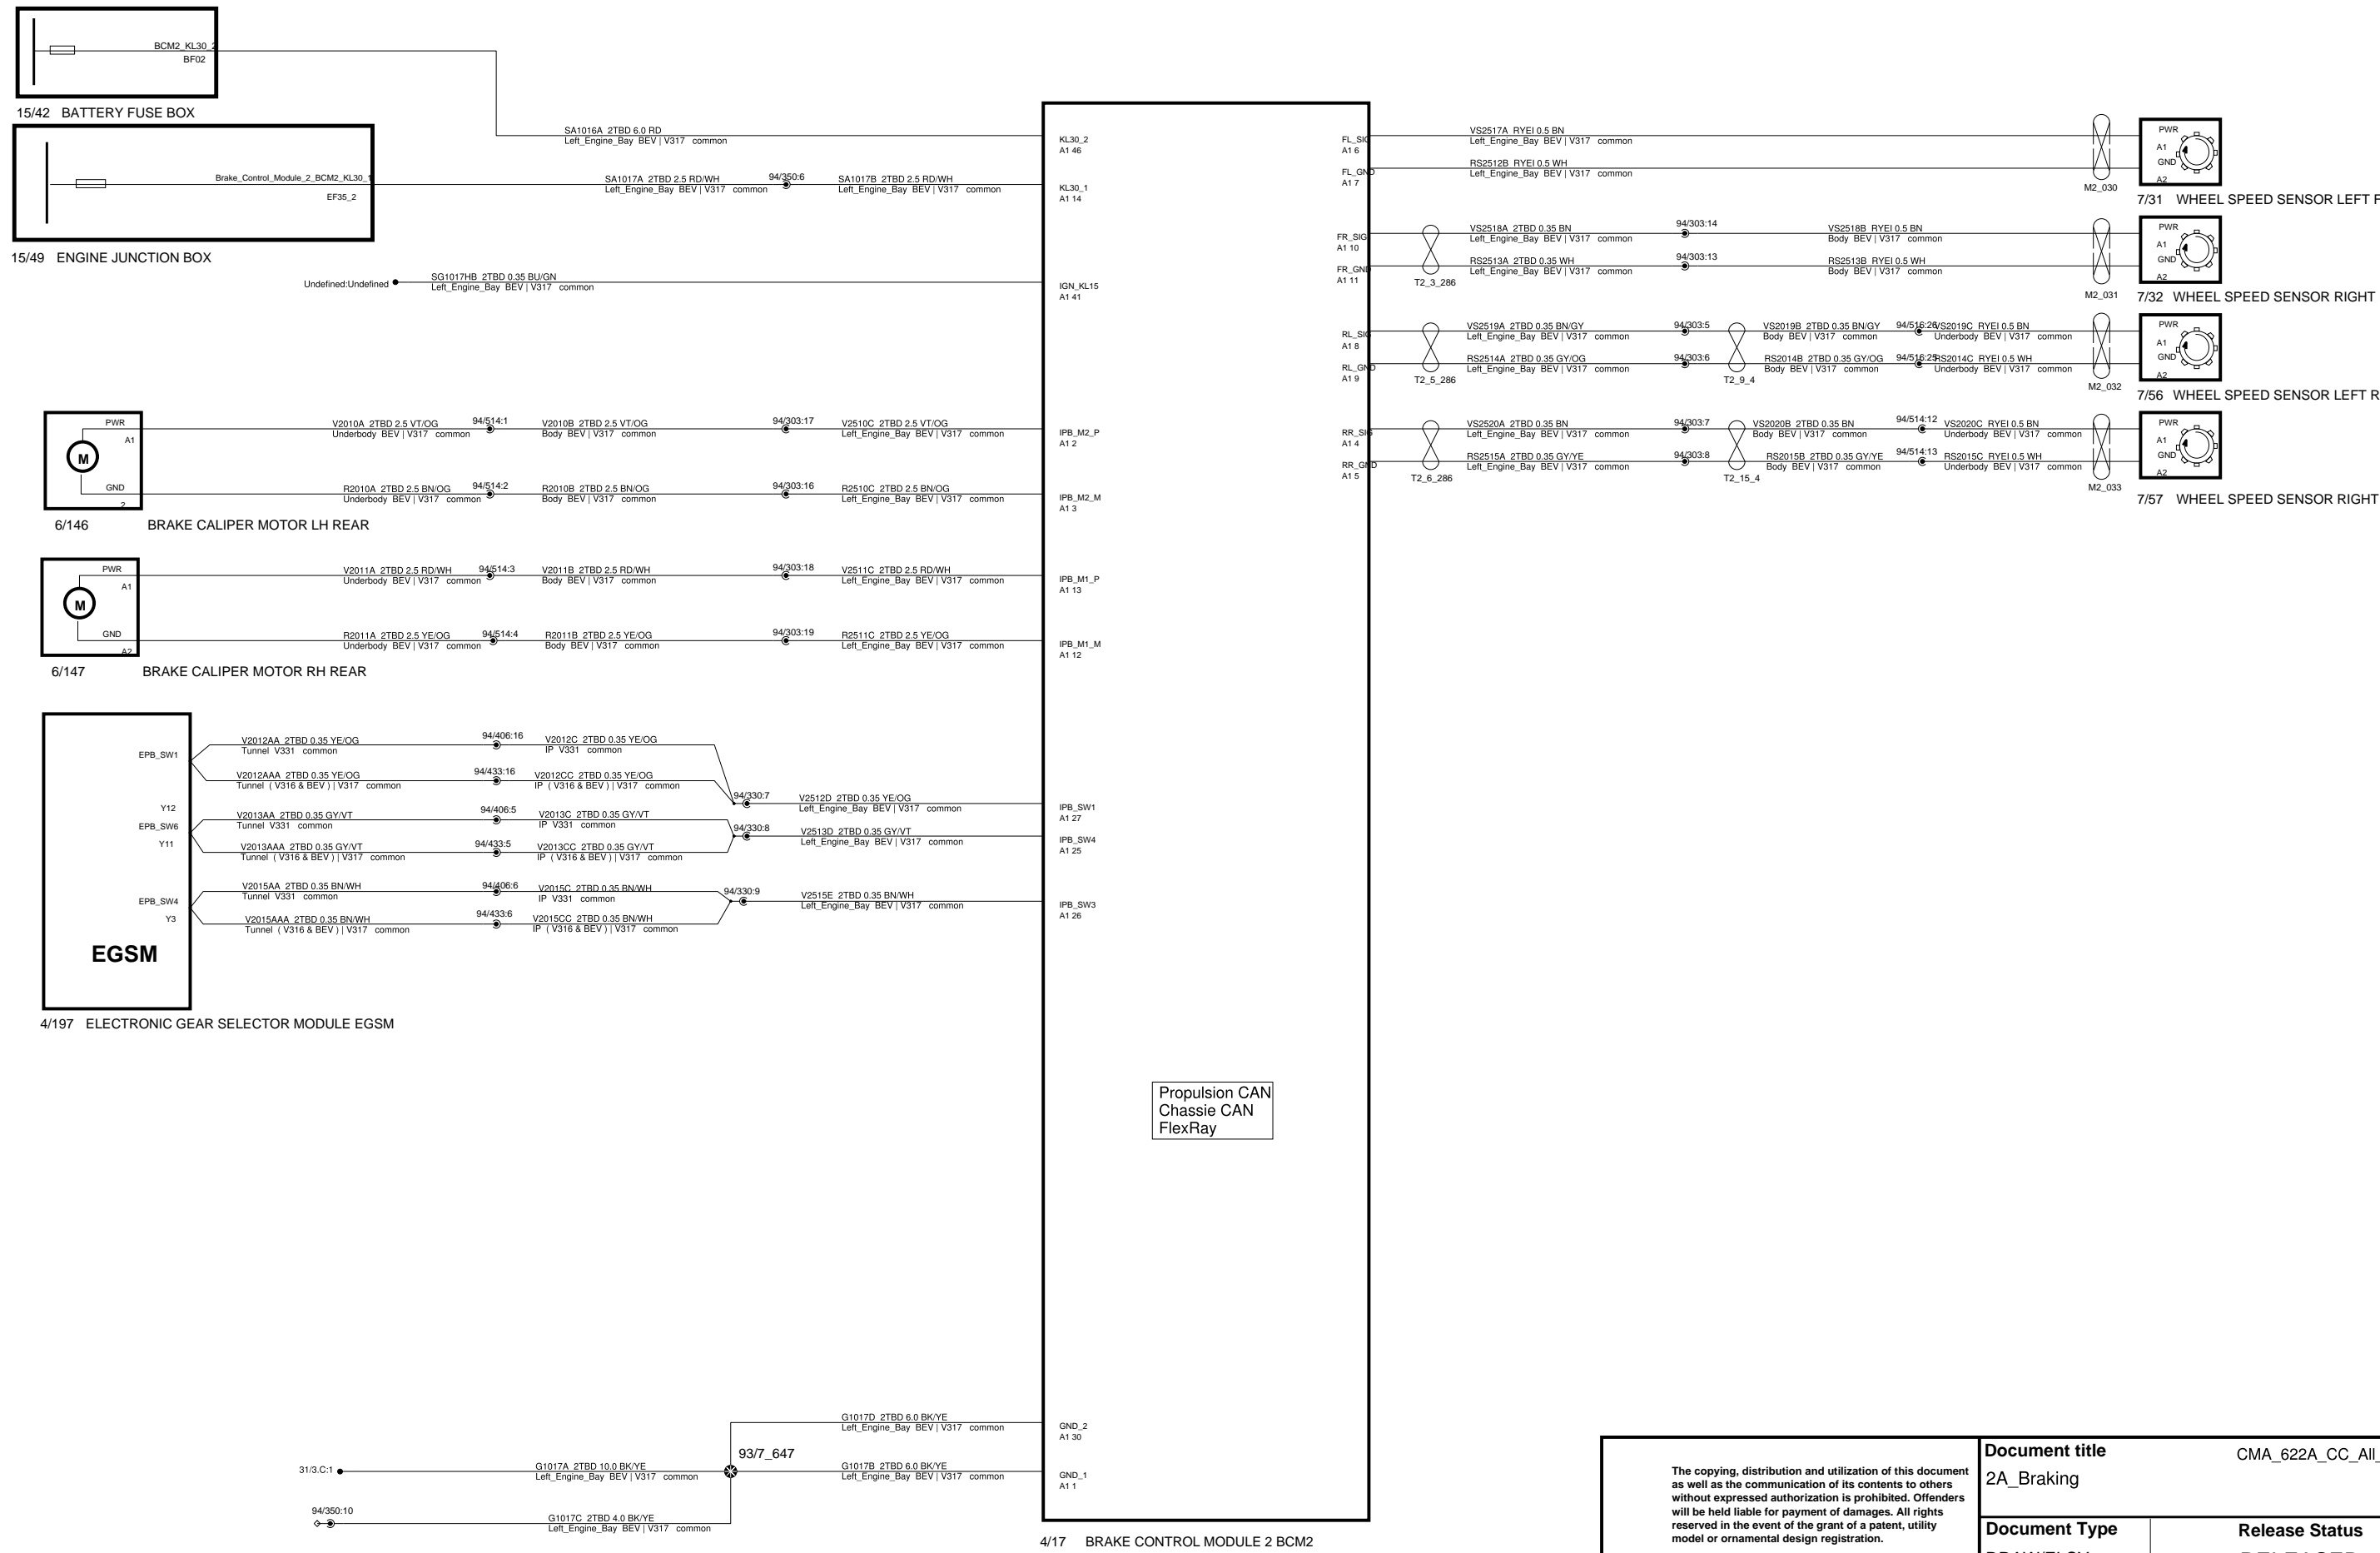 BCM2_KL30_2
BF02
15/42 BATTERY FUSE BOX
Brake_Control_Module_2_BCM2_KL30_1
EF35_2
15/49 ENGINE JUNCTION BOX
SA1016A 2TBD 6.0 RD
Left_Engine_Bay BEV | V317 common
SA1017A 2TBD 2.5 RD/WH
Left_Engine_Bay BEV | V317 common
94/350:6
SA1017B 2TBD 2.5 RD/WH
Left_Engine_Bay BEV | V317 common
Undefined:Undefined
SG1017HB 2TBD 0.35 BU/GN
Left_Engine_Bay BEV | V317 common
KL30_2
A1 46
KL30_1
A1 14
IGN_KL15
A1 41
PWR
A1
M
GND
2
6/146 BRAKE CALIPER MOTOR LH REAR
V2010A 2TBD 2.5 VT/OG
Underbody BEV | V317 common
94/514:1
V2010B 2TBD 2.5 VT/OG
Body BEV | V317 common
94/303:17
V2510C 2TBD 2.5 VT/OG
Left_Engine_Bay BEV | V317 common
IPB_M2_P
A1 2
R2010A 2TBD 2.5 BN/OG
Underbody BEV | V317 common
94/514:2
R2010B 2TBD 2.5 BN/OG
Body BEV | V317 common
94/303:16
R2510C 2TBD 2.5 BN/OG
Left_Engine_Bay BEV | V317 common
IPB_M2_M
A1 3
PWR
A1
M
GND
A2
6/147 BRAKE CALIPER MOTOR RH REAR
V2011A 2TBD 2.5 RD/WH
Underbody BEV | V317 common
94/514:3
V2011B 2TBD 2.5 RD/WH
Body BEV | V317 common
94/303:18
V2511C 2TBD 2.5 RD/WH
Left_Engine_Bay BEV | V317 common
IPB_M1_P
A1 13
R2011A 2TBD 2.5 YE/OG
Underbody BEV | V317 common
94/514:4
R2011B 2TBD 2.5 YE/OG
Body BEV | V317 common
94/303:19
R2511C 2TBD 2.5 YE/OG
Left_Engine_Bay BEV | V317 common
IPB_M1_M
A1 12
EPB_SW1
Y12
EPB_SW6
Y11
EPB_SW4
Y3
EGSM
4/197 ELECTRONIC GEAR SELECTOR MODULE EGSM
V2012AA 2TBD 0.35 YE/OG
Tunnel V331 common
94/406:16
V2012C 2TBD 0.35 YE/OG
IP V331 common
V2012AAA 2TBD 0.35 YE/OG
Tunnel ( V316 & BEV ) | V317 common
94/433:16
V2012CC 2TBD 0.35 YE/OG
IP ( V316 & BEV ) | V317 common
94/330:7
V2512D 2TBD 0.35 YE/OG
Left_Engine_Bay BEV | V317 common
IPB_SW1
A1 27
V2013AA 2TBD 0.35 GY/VT
Tunnel V331 common
94/406:5
V2013C 2TBD 0.35 GY/VT
IP V331 common
94/330:8
V2513D 2TBD 0.35 GY/VT
Left_Engine_Bay BEV | V317 common
IPB_SW4
A1 25
V2013AAA 2TBD 0.35 GY/VT
Tunnel ( V316 & BEV ) | V317 common
94/433:5
V2013CC 2TBD 0.35 GY/VT
IP ( V316 & BEV ) | V317 common
V2015AA 2TBD 0.35 BN/WH
Tunnel V331 common
94/406:6
V2015C 2TBD 0.35 BN/WH
IP V331 common
94/330:9
V2515E 2TBD 0.35 BN/WH
Left_Engine_Bay BEV | V317 common
IPB_SW3
A1 26
V2015AAA 2TBD 0.35 BN/WH
Tunnel ( V316 & BEV ) | V317 common
94/433:6
V2015CC 2TBD 0.35 BN/WH
IP ( V316 & BEV ) | V317 common
Propulsion CAN
Chassie CAN
FlexRay
G1017D 2TBD 6.0 BK/YE
Left_Engine_Bay BEV | V317 common
GND_2
A1 30
93/7_647
31/3.C:1
G1017A 2TBD 10.0 BK/YE
Left_Engine_Bay BEV | V317 common
G1017B 2TBD 6.0 BK/YE
Left_Engine_Bay BEV | V317 common
GND_1
A1 1
94/350:10
G1017C 2TBD 4.0 BK/YE
Left_Engine_Bay BEV | V317 common
4/17 BRAKE CONTROL MODULE 2 BCM2
FL_SIG
A1 6
VS2517A RYEI 0.5 BN
Left_Engine_Bay BEV | V317 common
FL_GND
A1 7
RS2512B RYEI 0.5 WH
Left_Engine_Bay BEV | V317 common
M2_030
PWR
A1
GND
A2
7/31 WHEEL SPEED SENSOR LEFT F
FR_SIG
A1 10
VS2518A 2TBD 0.35 BN
Left_Engine_Bay BEV | V317 common
94/303:14
VS2518B RYEI 0.5 BN
Body BEV | V317 common
FR_GND
A1 11
T2_3_286
RS2513A 2TBD 0.35 WH
Left_Engine_Bay BEV | V317 common
94/303:13
RS2513B RYEI 0.5 WH
Body BEV | V317 common
M2_031
PWR
A1
GND
A2
7/32 WHEEL SPEED SENSOR RIGHT
RL_SIG
A1 8
VS2519A 2TBD 0.35 BN/GY
Left_Engine_Bay BEV | V317 common
94/303:5
VS2019B 2TBD 0.35 BN/GY
Body BEV | V317 common
94/516:26
VS2019C RYEI 0.5 BN
Underbody BEV | V317 common
RL_GND
A1 9
T2_5_286
RS2514A 2TBD 0.35 GY/OG
Left_Engine_Bay BEV | V317 common
94/303:6
T2_9_4
RS2014B 2TBD 0.35 GY/OG
Body BEV | V317 common
94/516:25
RS2014C RYEI 0.5 WH
Underbody BEV | V317 common
M2_032
PWR
A1
GND
A2
7/56 WHEEL SPEED SENSOR LEFT R
RR_SIG
A1 4
VS2520A 2TBD 0.35 BN
Left_Engine_Bay BEV | V317 common
94/303:7
VS2020B 2TBD 0.35 BN
Body BEV | V317 common
94/514:12
VS2020C RYEI 0.5 BN
Underbody BEV | V317 common
RR_GND
A1 5
T2_6_286
RS2515A 2TBD 0.35 GY/YE
Left_Engine_Bay BEV | V317 common
94/303:8
T2_15_4
RS2015B 2TBD 0.35 GY/YE
Body BEV | V317 common
94/514:13
RS2015C RYEI 0.5 WH
Underbody BEV | V317 common
M2_033
PWR
A1
GND
A2
7/57 WHEEL SPEED SENSOR RIGHT
The copying, distribution and utilization of this document
as well as the communication of its contents to others
without expressed authorization is prohibited. Offenders
will be held liable for payment of damages. All rights
reserved in the event of the grant of a patent, utility
model or ornamental design registration.
Document title
CMA_622A_CC_All_
2A_Braking
Document Type
Release Status